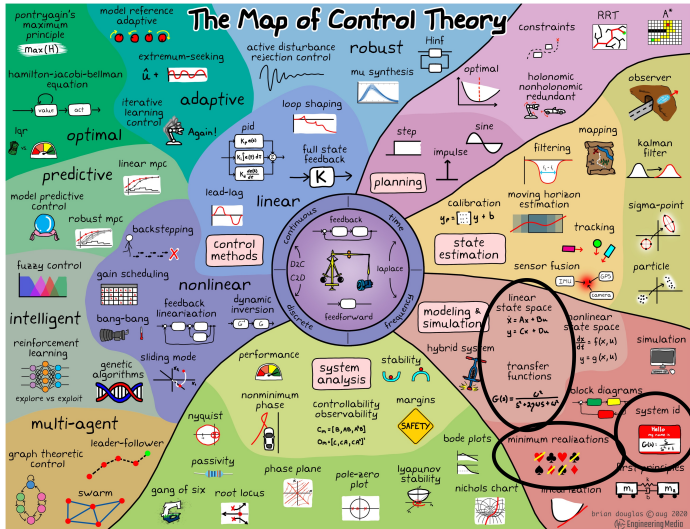 The Map of Control Theory
pontryagin's
maximum
principle
max(H)
model reference
adaptive
extremum-seeking
û +
hamilton-jacobi-bellman
equation
value
act
iterative
learning
control
Again!
adaptive
lqr
vs
optimal
active disturbance
rejection control
robust
Hinf
mu synthesis
loop shaping
pid
full state
feedback
K
lead-lag
linear
control
methods
predictive
linear mpc
model predictive
control
robust mpc
backstepping
X
fuzzy control
gain scheduling
nonlinear
feedback
linearization
dynamic
inversion
bang-bang
intelligent
reinforcement
learning
explore vs exploit
genetic
algorithms
sliding mode
multi-agent
leader-follower
graph theoretic
control
swarm
constraints
RRT
A*
optimal
holonomic
nonholonomic
redundant
step
impulse
sine
planning
observer
mapping
filtering
kalman
filter
moving horizon
estimation
calibration
state
estimation
tracking
sigma-point
sensor fusion
IMU
GPS
camera
particle
continuous
time
feedback
D2C
C2D
laplace
feedforward
discrete
frequency
modeling &
simulation
linear
state space
ẋ = Ax + Bu
y = Cx + Du
nonlinear
state space
dx/dt = f(x, u)
y = g(x, u)
simulation
hybrid system
transfer
functions
block diagrams
system id
Hello
my name is
minimum realizations
first principles
linearization
performance
system
analysis
stability
nonminimum
phase
controllability
observability
margins
SAFETY
nyquist
passivity
phase plane
pole-zero
plot
lyapunov
stability
bode plots
nichols chart
gang of six
root locus
brian douglas © aug 2020
Engineering Media